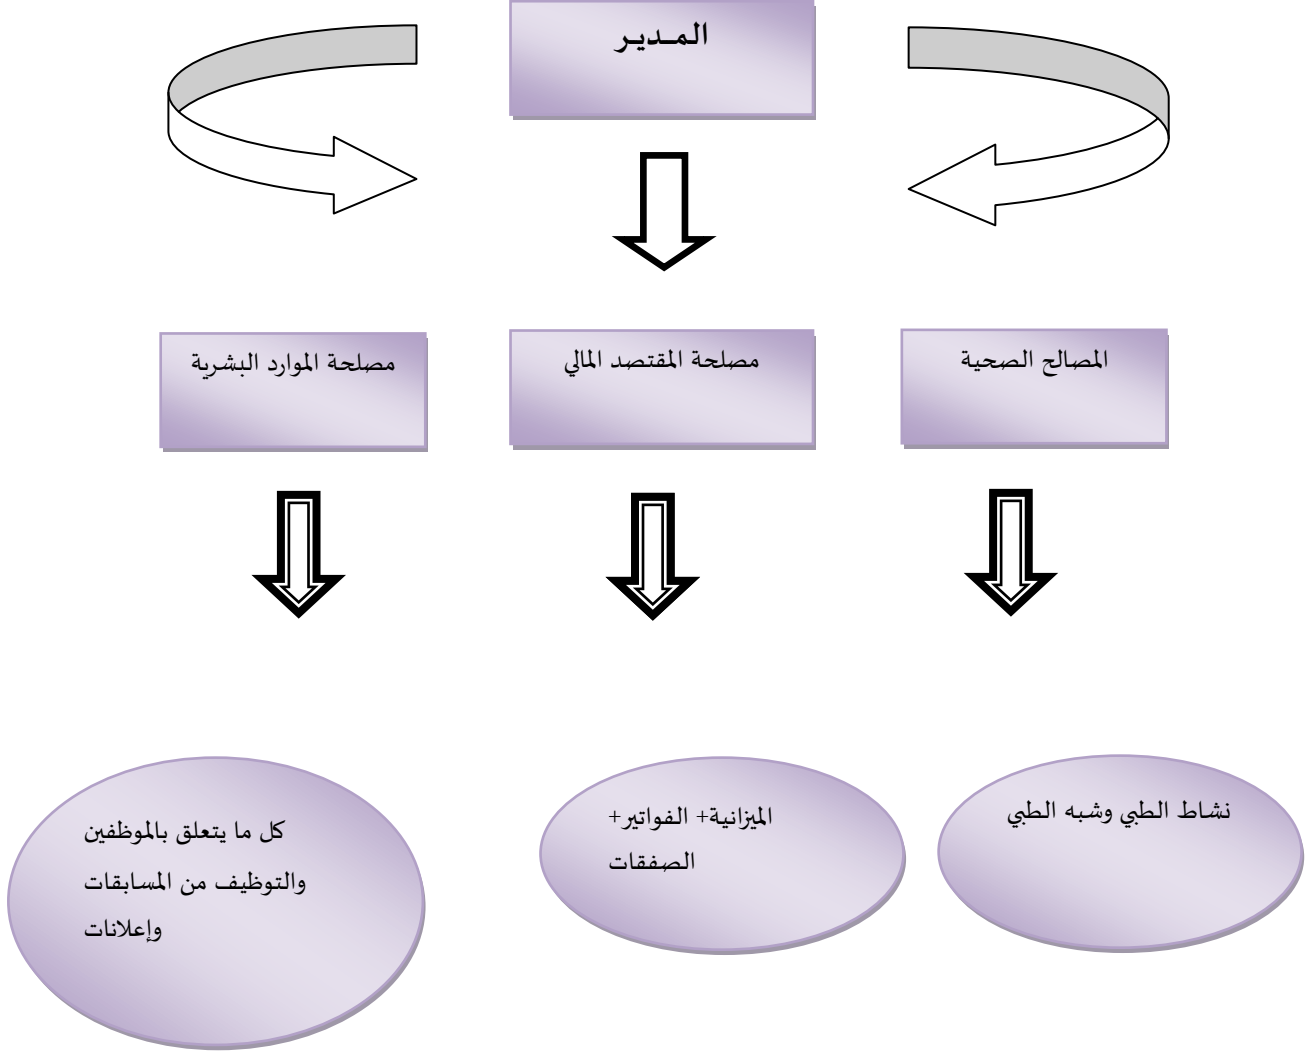 المـديـر
المصالح الصحية
مصلحة المقتصد المالي
مصلحة الموارد البشرية
نشاط الطبي وشبه الطبي
الميزانية+ الفواتير+
الصفقات
كل ما يتعلق بالموظفين
والتوظيف من المسابقات
وإعلانات